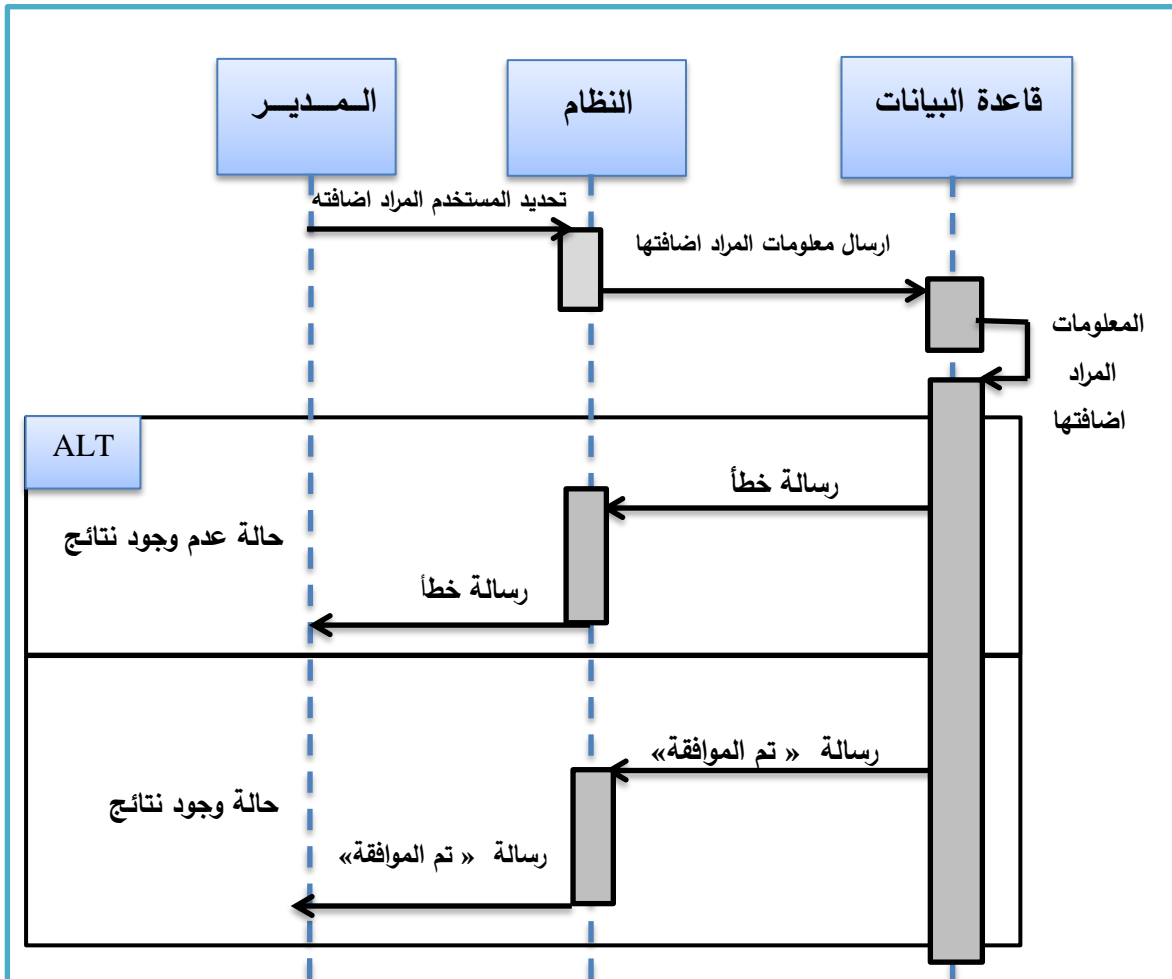 الـمـــديـــر
النظام
قاعدة البيانات
تحديد المستخدم المراد اضافته
ارسال معلومات المراد اضافتها
المعلومات
المراد
اضافتها
ALT
رسالة خطأ
حالة عدم وجود نتائج
رسالة خطأ
رسالة « تم الموافقة»
حالة وجود نتائج
رسالة « تم الموافقة»